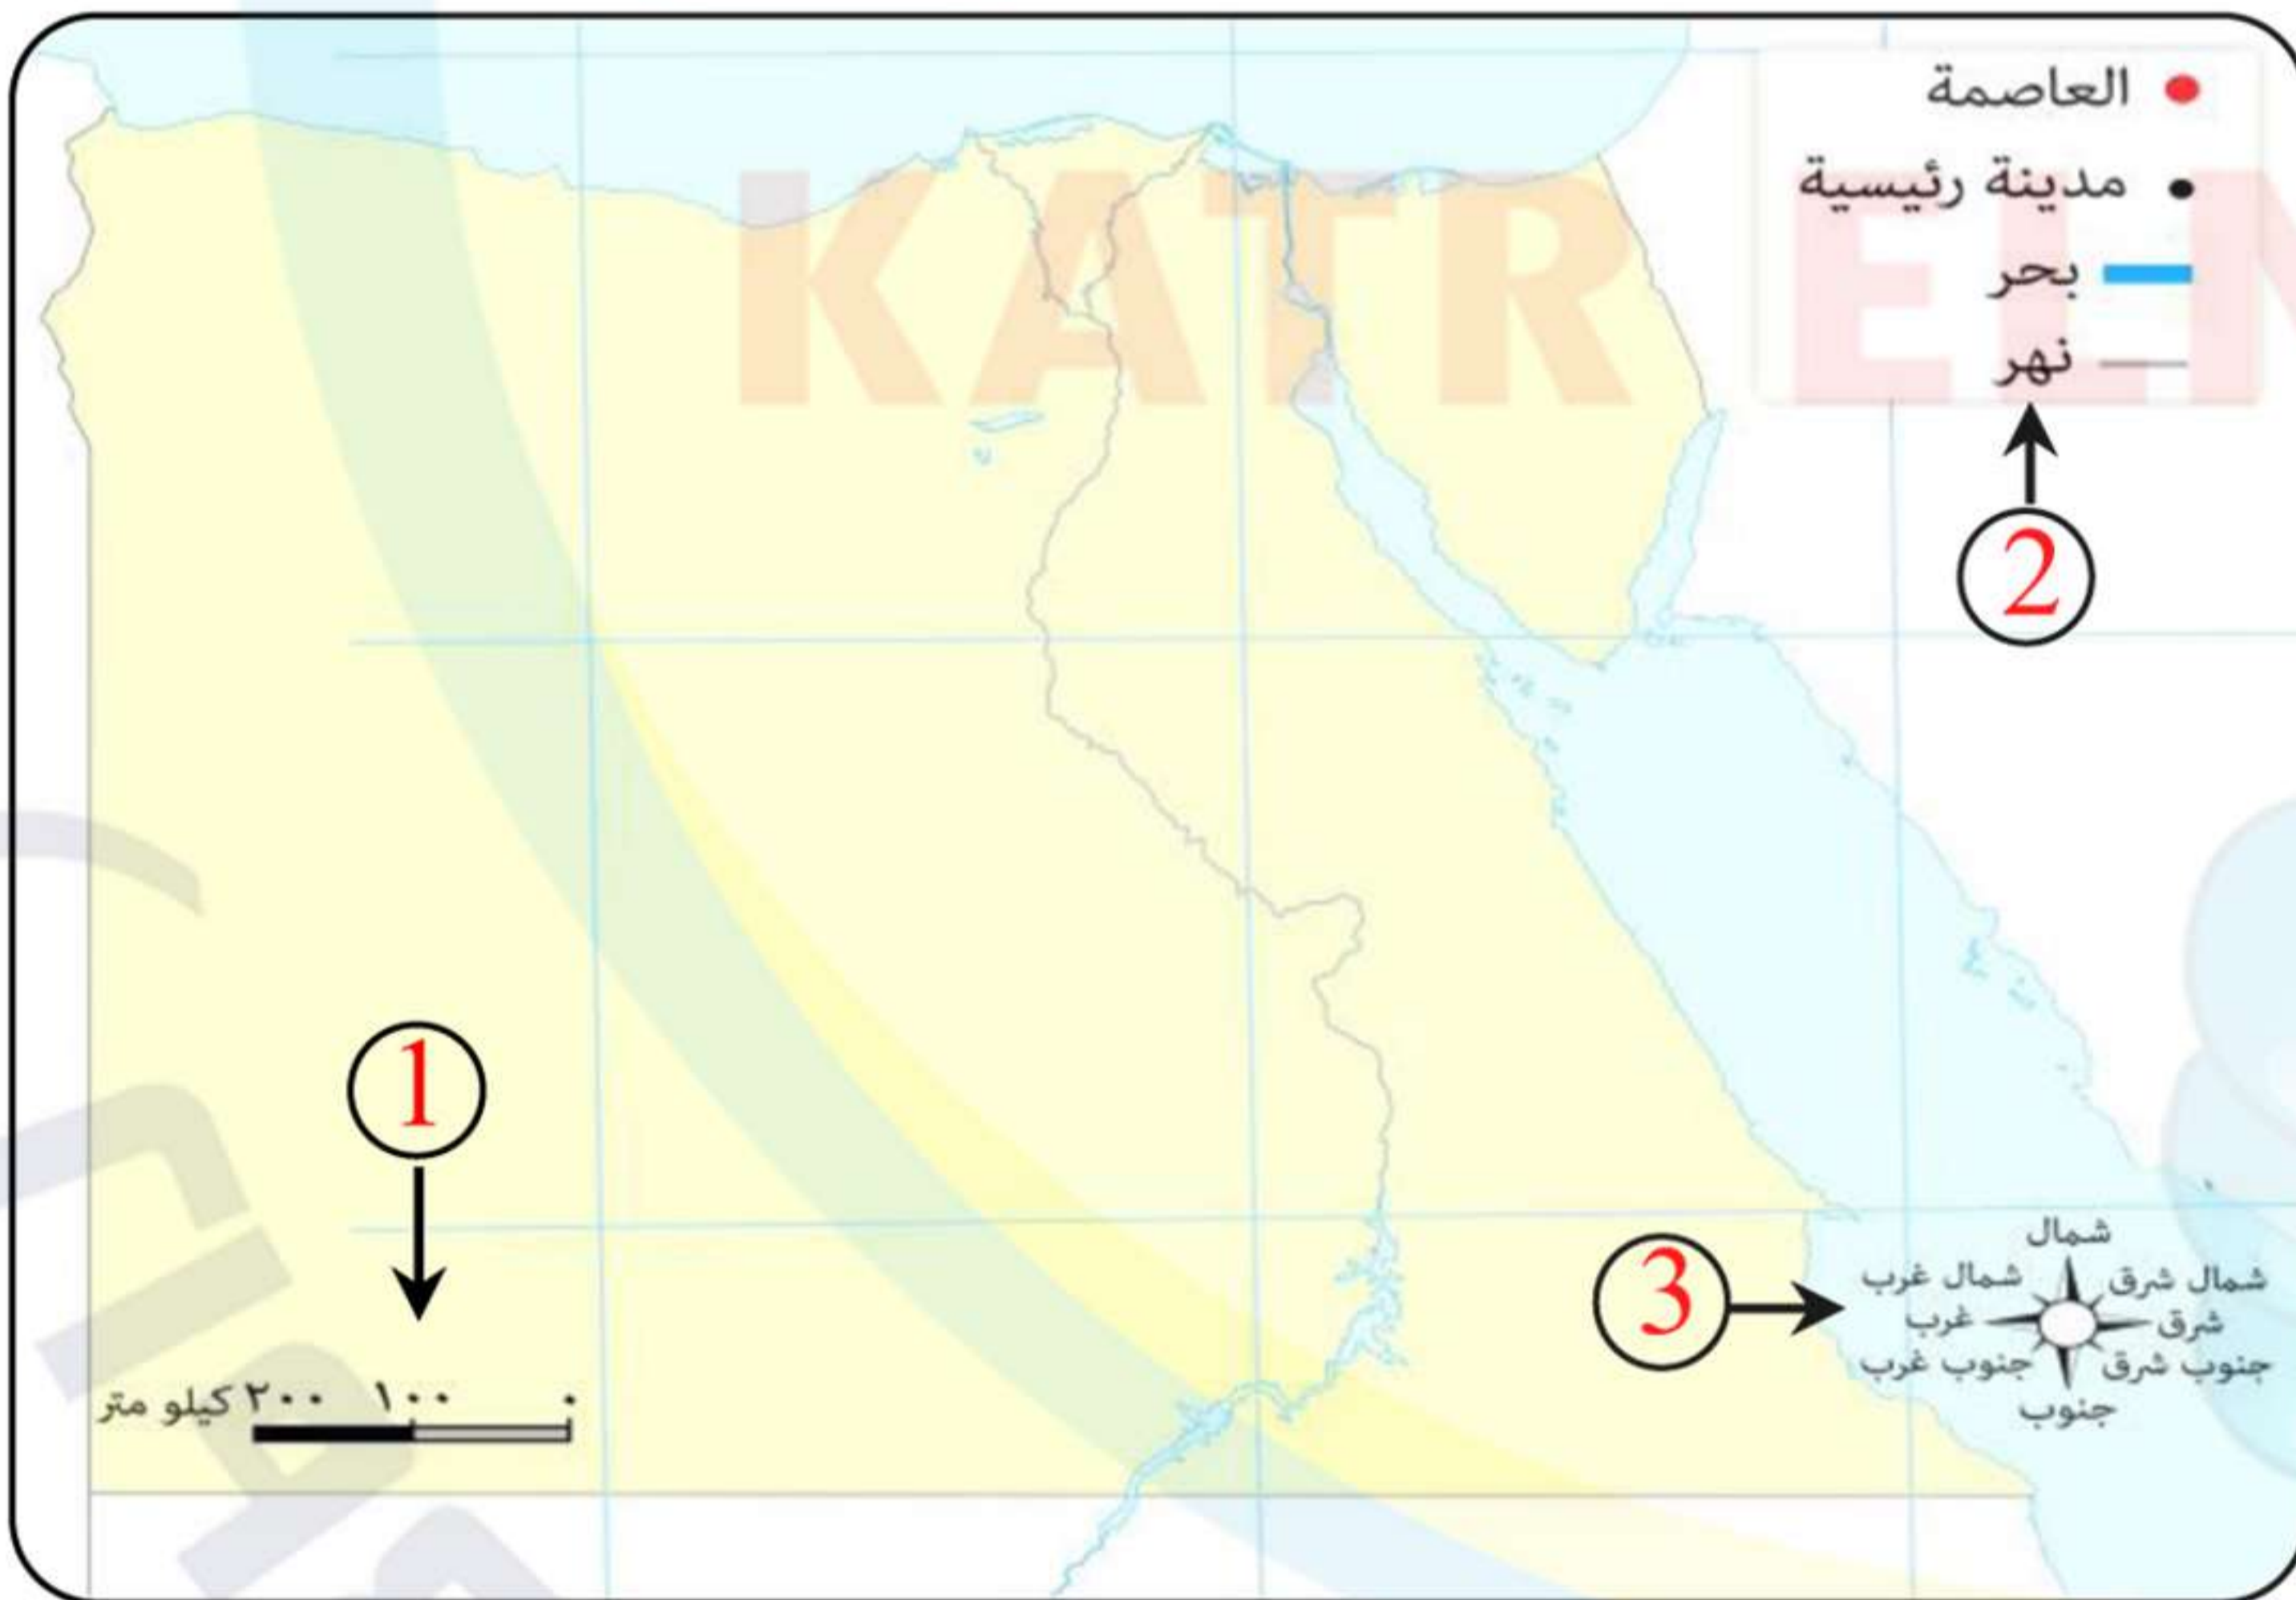 KATR ELN
العاصمة
مدينة رئيسية
بحر
نهر
2
1
٢٠٠ ١٠٠ ٠
كيلو متر
3
شمال
شمال غرب شمال شرق
غرب شرق
جنوب غرب جنوب شرق
جنوب